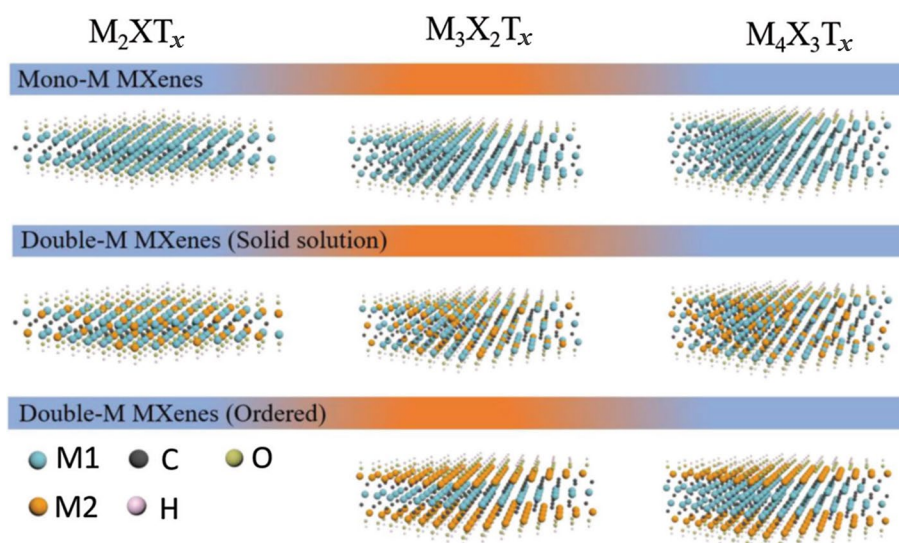 M₂XTₓ M₃X₂Tₓ M₄X₃Tₓ
Mono-M MXenes
Double-M MXenes (Solid solution)
Double-M MXenes (Ordered)
M1 C O
M2 H